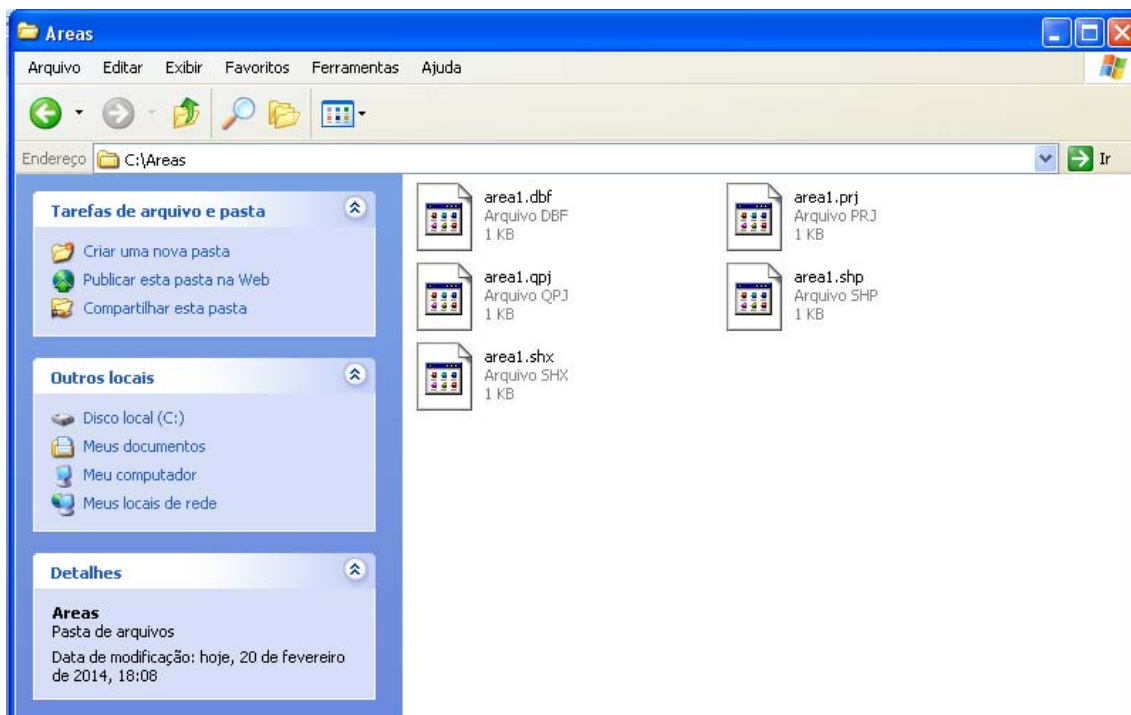 Areas
Arquivo Editar Exibir Favoritos Ferramentas Ajuda
Endereço C:\Areas Ir
Tarefas de arquivo e pasta
Criar uma nova pasta
Publicar esta pasta na Web
Compartilhar esta pasta
Outros locais
Disco local (C:)
Meus documentos
Meu computador
Meus locais de rede
Detalhes
Areas
Pasta de arquivos
Data de modificação: hoje, 20 de fevereiro
de 2014, 18:08
area1.dbf
Arquivo DBF
1 KB
area1.prj
Arquivo PRJ
1 KB
area1.qpj
Arquivo QPJ
1 KB
area1.shp
Arquivo SHP
1 KB
area1.shx
Arquivo SHX
1 KB